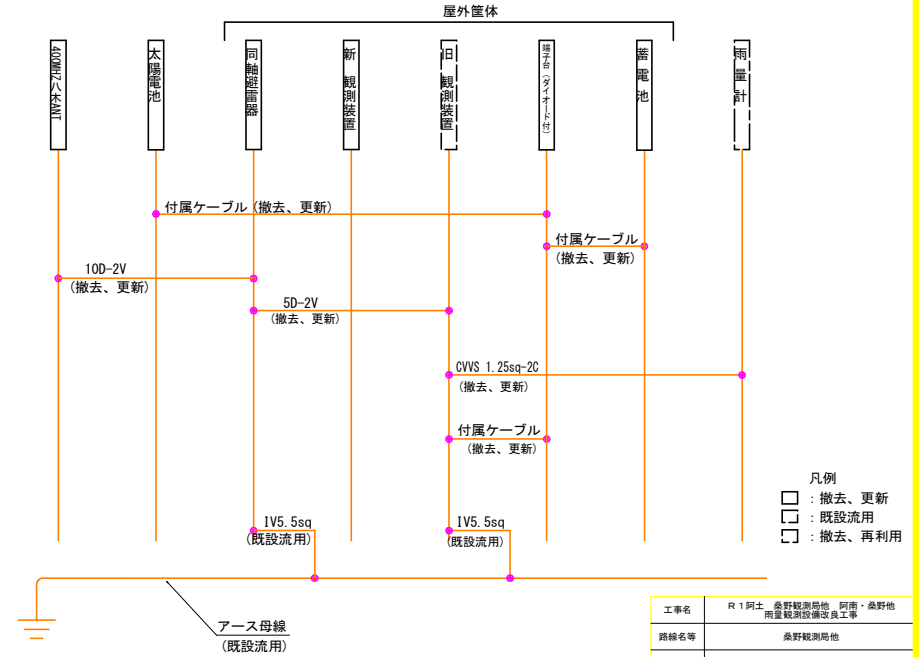 屋外筐体
400MHZ八木ANT
太陽電池
同軸避雷器
新 観測装置
旧 観測装置
端子台(ダイオード付)
蓄電池
雨量計
付属ケーブル(撤去、更新)
付属ケーブル
(撤去、更新)
10D-2V
(撤去、更新)
5D-2V
(撤去、更新)
CVVS 1.25sq-2C
(撤去、更新)
付属ケーブル
(撤去、更新)
IV5.5sq
(既設流用)
IV5.5sq
(既設流用)
凡例
:撤去、更新
:既設流用
:撤去、再利用
アース母線
(既設流用)
工事名
R1阿土 桑野観測局他 阿南・桑野他
雨量観測設備改良工事
路線名等
桑野観測局他